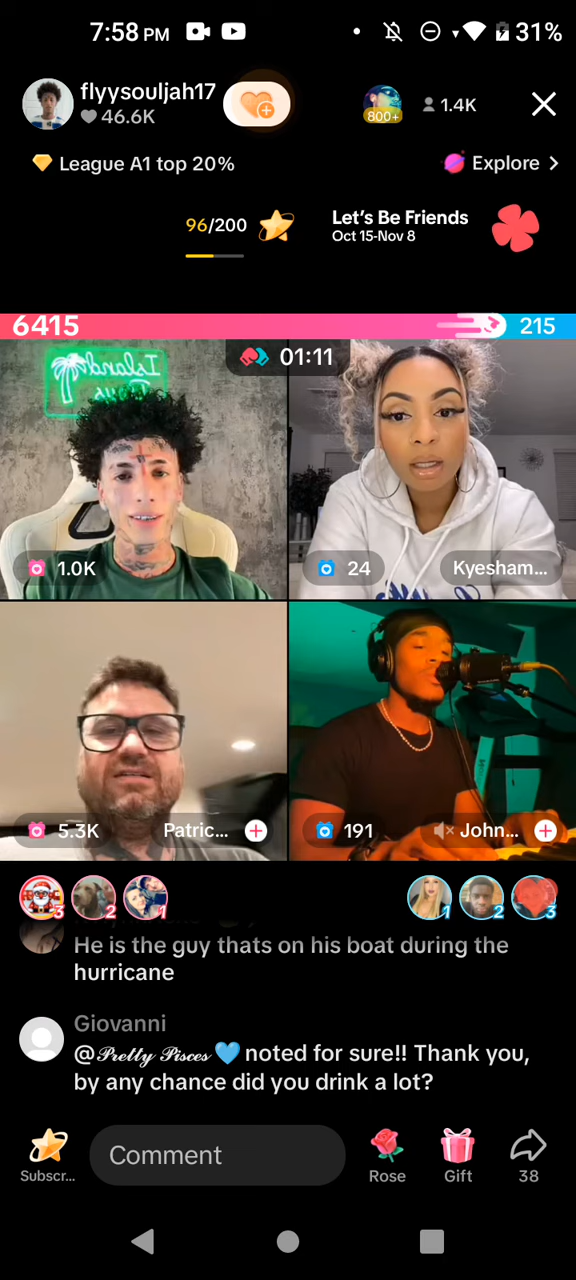 7:58 PM
31%
flyysouljah17
46.6K
800+
1.4K
League A1 top 20%
Explore >
96/200
Let's Be Friends
Oct 15-Nov 8
6415
215
01:11
Island
1.0K
24
Kyesham...
5.3K
Patric...
191
John...
3
2
1
1
2
3
He is the guy thats on his boat during the
hurricane
Giovanni
@𝒫𝓇𝑒𝓉𝓉𝓎 𝒫𝒾𝓈𝒸𝑒𝓈 💙 noted for sure!! Thank you,
by any chance did you drink a lot?
Subscr...
Comment
Rose
Gift
38